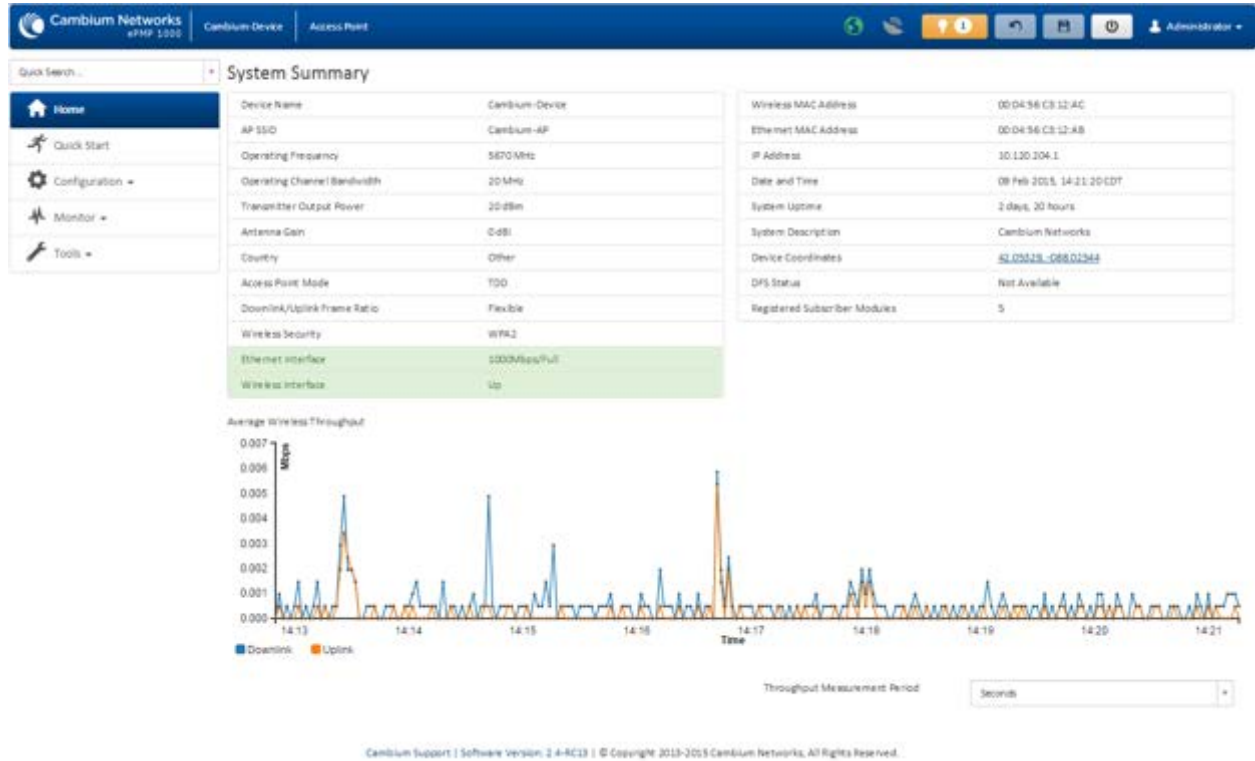 Cambium Networks
ePMP 1000
Cambium-Device
Access Point
1
Administrator
Quick Search...
Home
Quick Start
Configuration
Monitor
Tools
System Summary
Device Name Cambium-Device
AP SSID Cambium-AP
Operating Frequency 5670 MHz
Operating Channel Bandwidth 20 MHz
Transmitter Output Power 20 dBm
Antenna Gain 0 dBi
Country Other
Access Point Mode TDD
Downlink/Uplink Frame Ratio Flexible
Wireless Security WPA2
Ethernet Interface 1000Mbps/Full
Wireless Interface Up
Wireless MAC Address 00:04:56:C3:12:AC
Ethernet MAC Address 00:04:56:C3:12:AB
IP Address 10.120.204.1
Date and Time 09 Feb 2015, 14:21:20 CDT
System Uptime 2 days, 20 hours
System Description Cambium Networks
Device Coordinates
DFS Status Not Available
Registered Subscriber Modules 5
Average Wireless Throughput
Mbps
0.007
0.006
0.005
0.004
0.003
0.002
0.001
0.000
14:13 14:14 14:15 14:16 14:17 14:18 14:19 14:20 14:21
Time
Downlink Uplink
Throughput Measurement Period Seconds
Cambium Support | Software Version: 2.4-RC13 | © Copyright 2013-2015 Cambium Networks, All Rights Reserved.